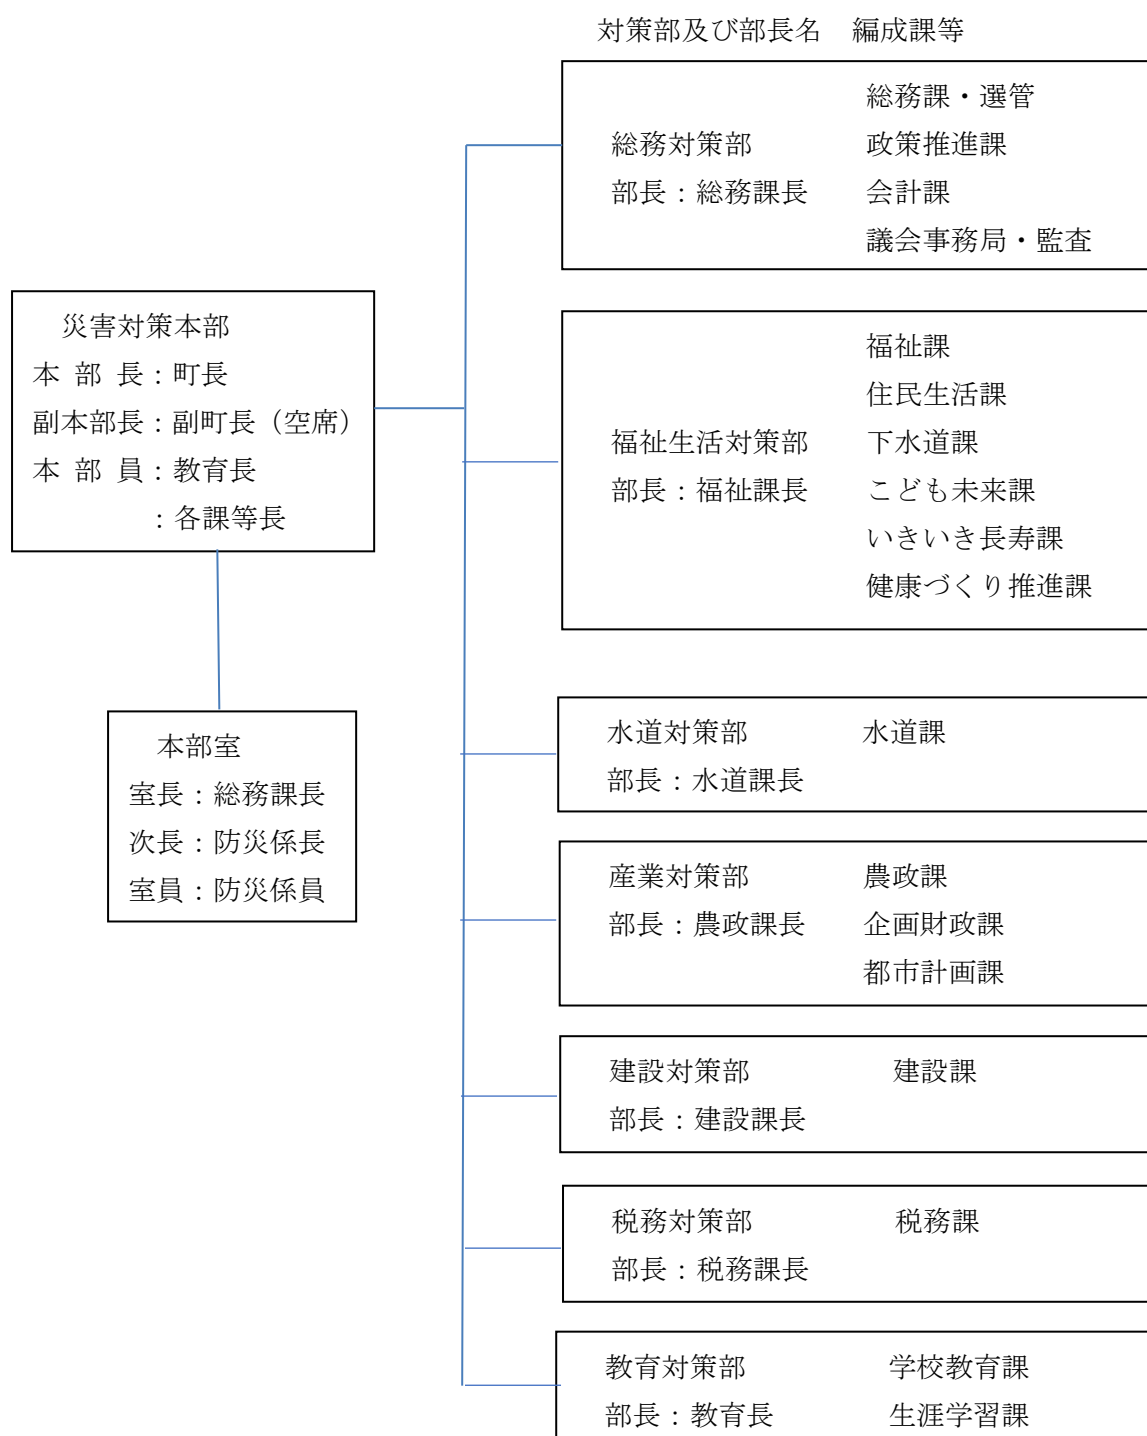 対策部及び部長名　編成課等
総務課・選管
総務対策部　政策推進課
部長：総務課長　会計課
議会事務局・監査
災害対策本部
本 部 長：町長
副本部長：副町長（空席）
本 部 員：教育長
：各課等長
福祉課
住民生活課
福祉生活対策部　下水道課
部長：福祉課長　こども未来課
いきいき長寿課
健康づくり推進課
本部室
室長：総務課長
次長：防災係長
室員：防災係員
水道対策部　水道課
部長：水道課長
産業対策部　農政課
部長：農政課長　企画財政課
都市計画課
建設対策部　建設課
部長：建設課長
税務対策部　税務課
部長：税務課長
教育対策部　学校教育課
部長：教育長　生涯学習課